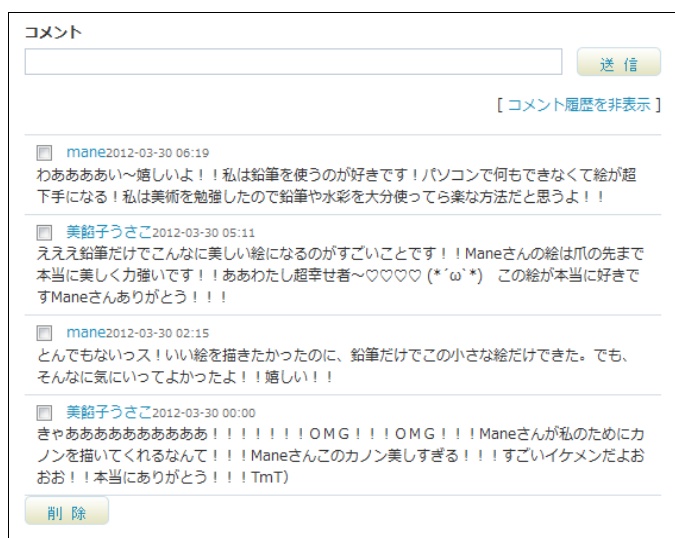 コメント
送 信
[ コメント履歴を非表示 ]
mane2012-03-30 06:19
わああああい～嬉しいよ！！私は鉛筆を使うのが好きです！パソコンで何もできなくて絵が超
下手になる！私は美術を勉強したので鉛筆や水彩を大分使ってら楽な方法だと思うよ！！
美餡子うさこ2012-03-30 05:11
えええ鉛筆だけでこんなに美しい絵になるのがすごいことです！！Maneさんの絵は爪の先まで
本当に美しく力強いです！！ああわたし超幸せ者～♡♡♡♡ (*´ω`*)　この絵が本当に好きで
すManeさんありがとう！！！
mane2012-03-30 02:15
とんでもないっス！いい絵を描きたかったのに、鉛筆だけでこの小さな絵だけできた。でも、
そんなに気にいってよかったよ！！嬉しい！！
美餡子うさこ2012-03-30 00:00
きゃああああああああああ！！！！！！！ＯＭＧ！！！ＯＭＧ！！！Maneさんが私のためにカ
ノンを描いてくれるなんて！！！Maneさんこのカノン美しすぎる！！！すごいイケメンだよお
おお！！本当にありがとう！！！TmT）
削 除